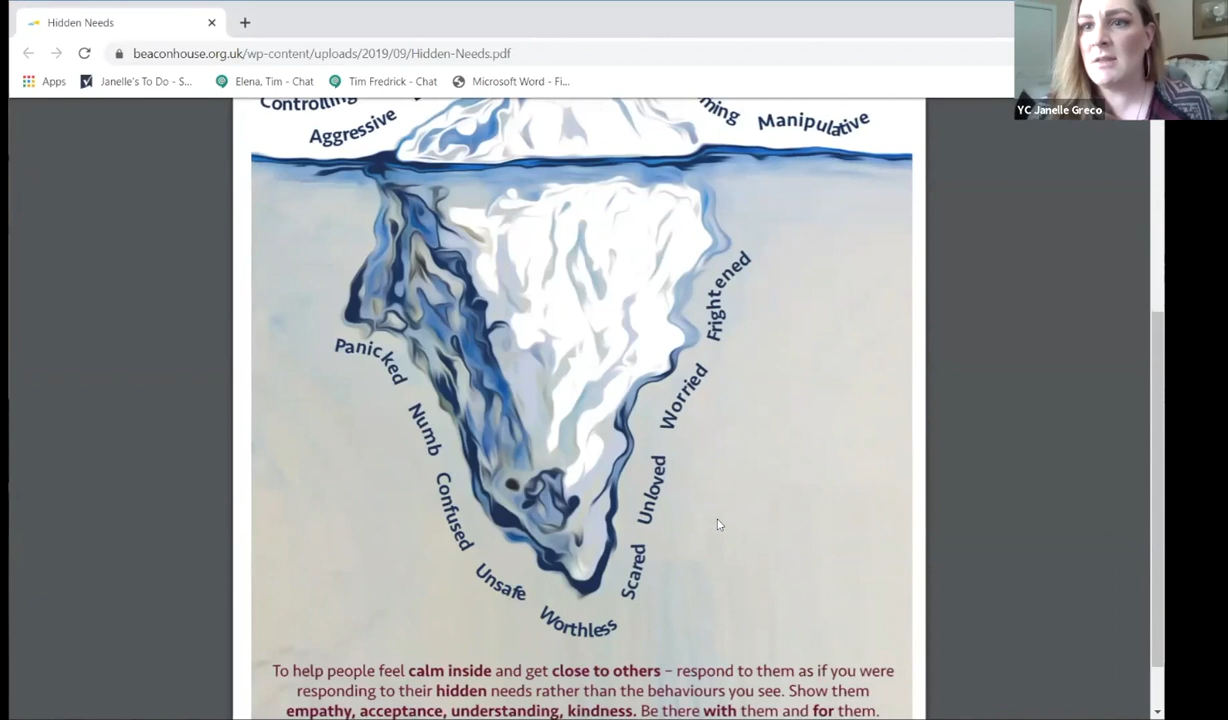 Hidden Needs
beaconhouse.org.uk/wp-content/uploads/2019/09/Hidden-Needs.pdf
Apps
Janelle's To Do - S...
Elena, Tim - Chat
Tim Fredrick - Chat
Microsoft Word - Fi...
YC Janelle Greco
Controlling
Aggressive
Manipulative
Panicked
Numb
Confused
Unsafe
Worthless
Scared
Unloved
Worried
Frightened
To help people feel calm inside and get close to others – respond to them as if you were
responding to their hidden needs rather than the behaviours you see. Show them
empathy, acceptance, understanding, kindness. Be there with them and for them.